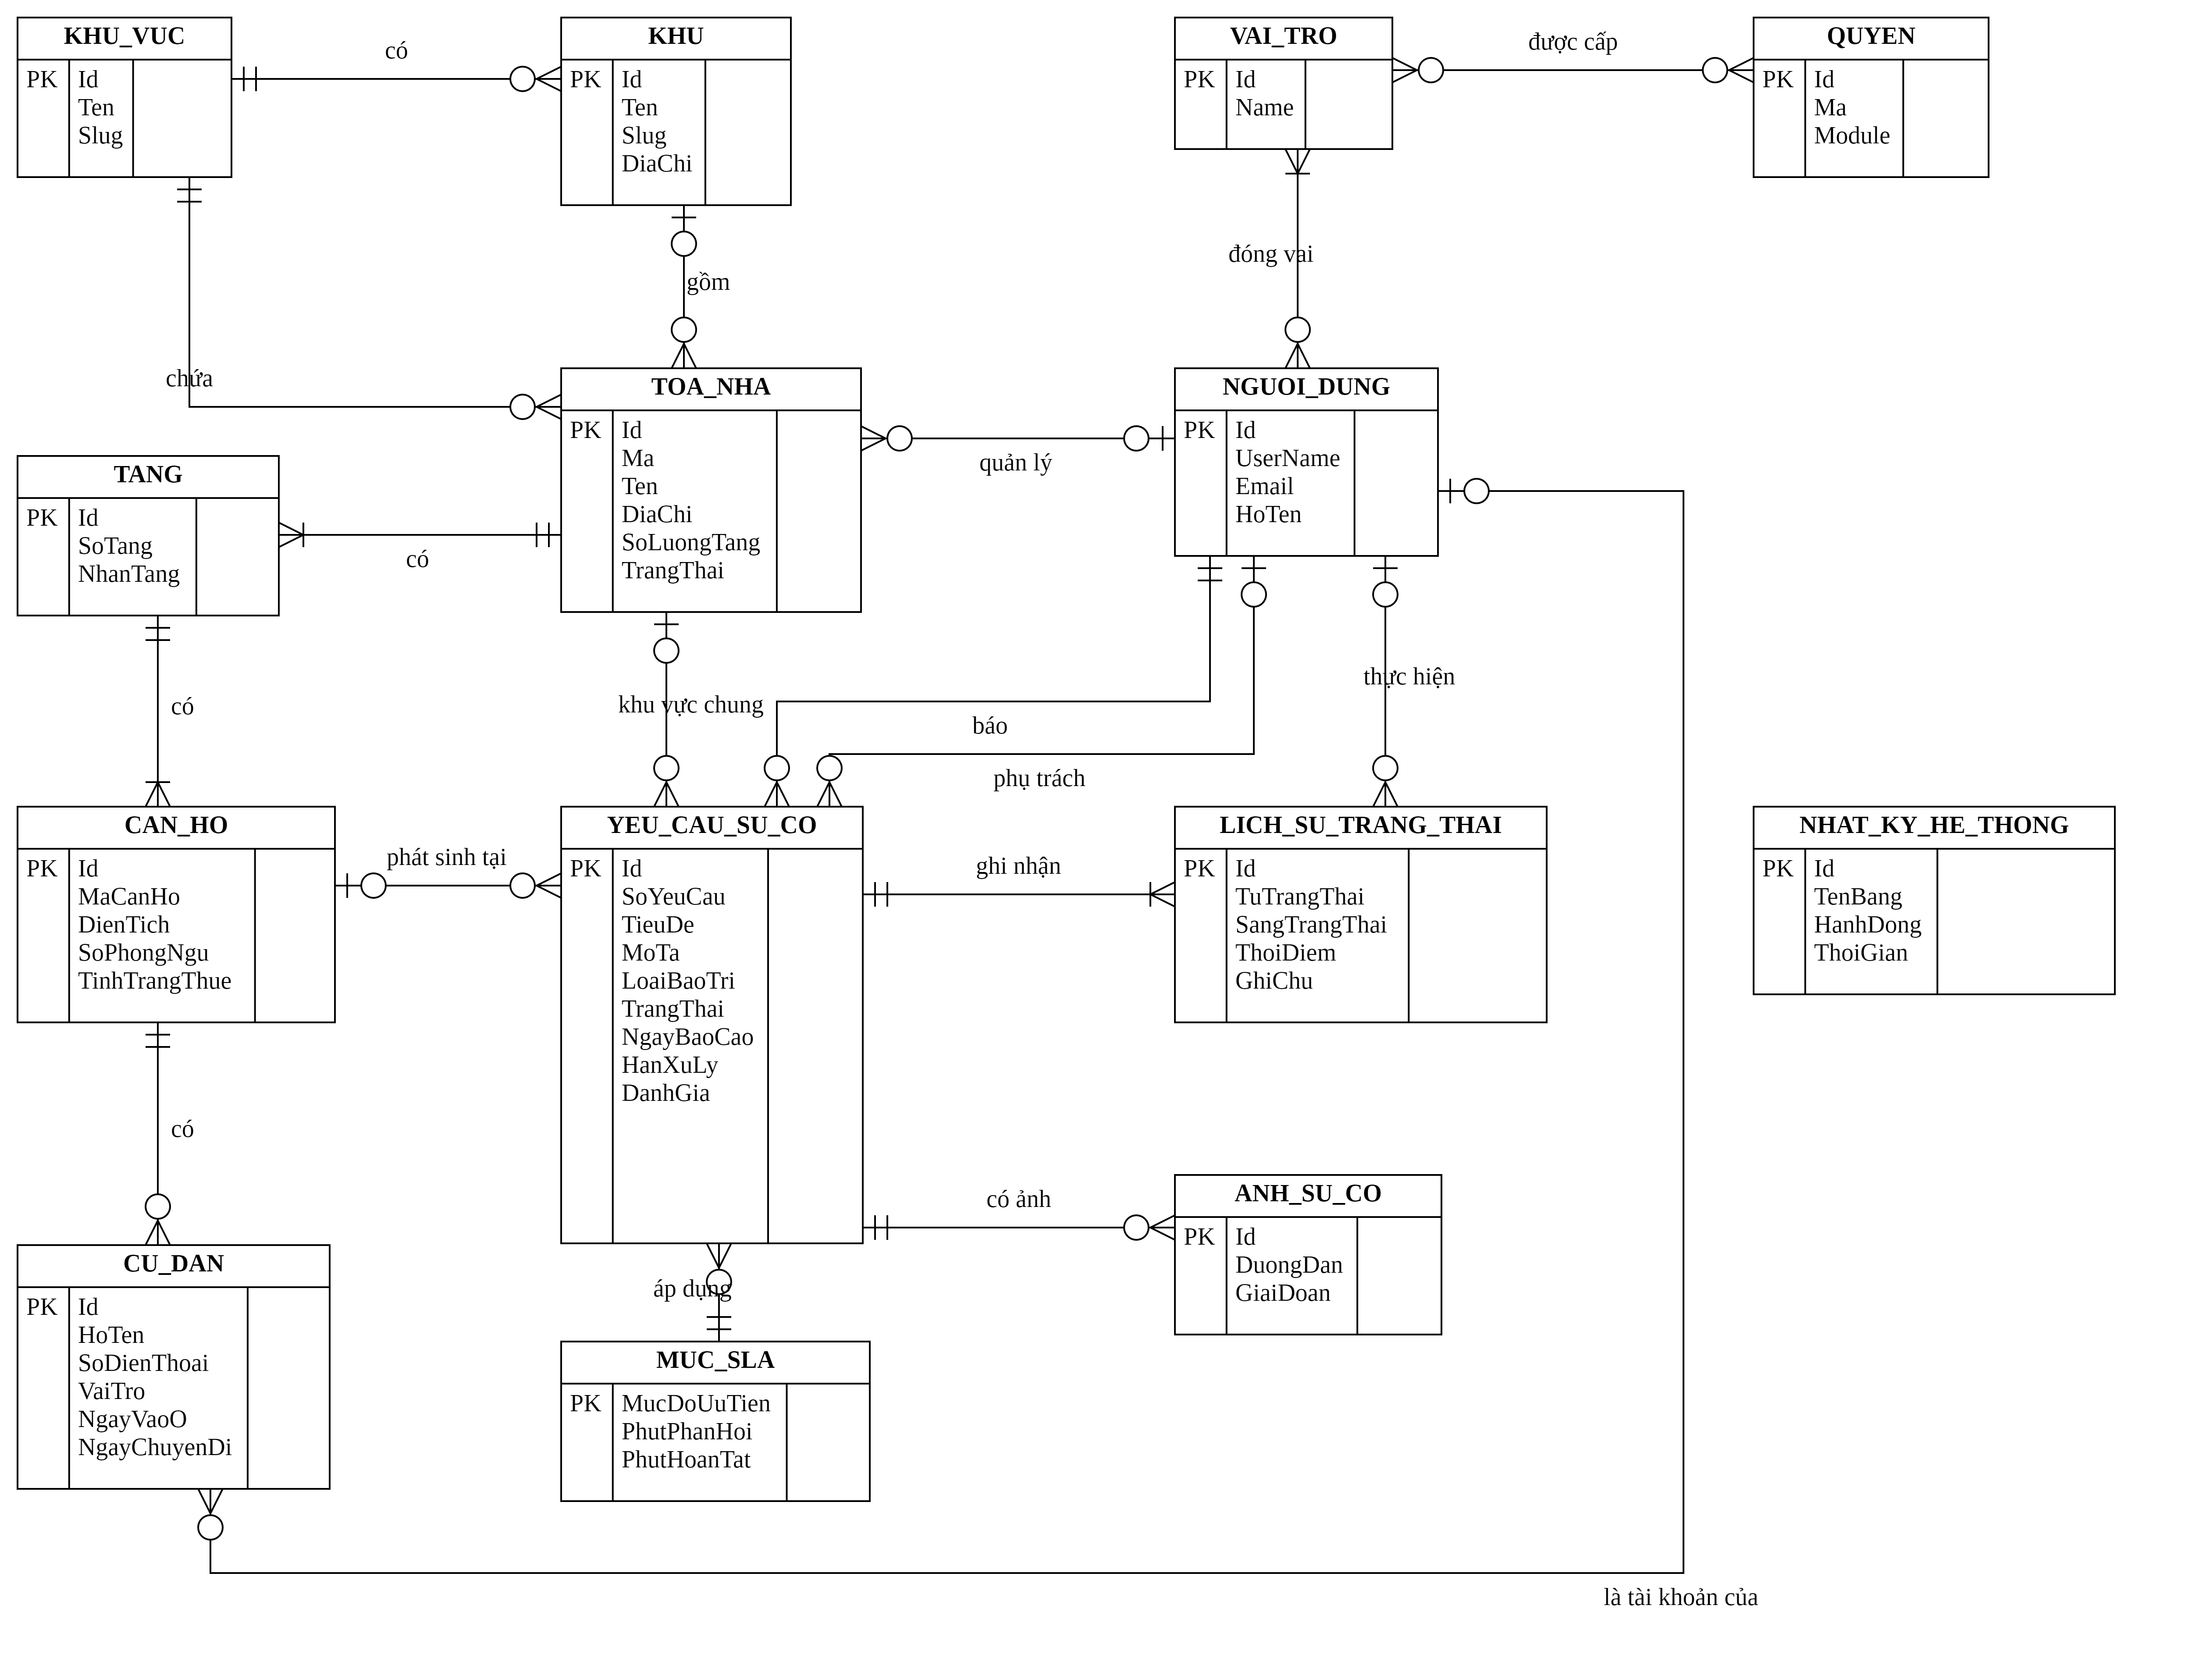 KHU_VUC
PK Id
Ten
Slug
có
KHU
PK Id
Ten
Slug
DiaChi
VAI_TRO
PK Id
Name
được cấp
QUYEN
PK Id
Ma
Module
gồm
đóng vai
chứa
TOA_NHA
PK Id
Ma
Ten
DiaChi
SoLuongTang
TrangThai
quản lý
NGUOI_DUNG
PK Id
UserName
Email
HoTen
TANG
PK Id
SoTang
NhanTang
có
có
khu vực chung
báo
phụ trách
thực hiện
CAN_HO
PK Id
MaCanHo
DienTich
SoPhongNgu
TinhTrangThue
phát sinh tại
YEU_CAU_SU_CO
PK Id
SoYeuCau
TieuDe
MoTa
LoaiBaoTri
TrangThai
NgayBaoCao
HanXuLy
DanhGia
ghi nhận
LICH_SU_TRANG_THAI
PK Id
TuTrangThai
SangTrangThai
ThoiDiem
GhiChu
NHAT_KY_HE_THONG
PK Id
TenBang
HanhDong
ThoiGian
có
có ảnh
ANH_SU_CO
PK Id
DuongDan
GiaiDoan
CU_DAN
PK Id
HoTen
SoDienThoai
VaiTro
NgayVaoO
NgayChuyenDi
áp dụng
MUC_SLA
PK MucDoUuTien
PhutPhanHoi
PhutHoanTat
là tài khoản của